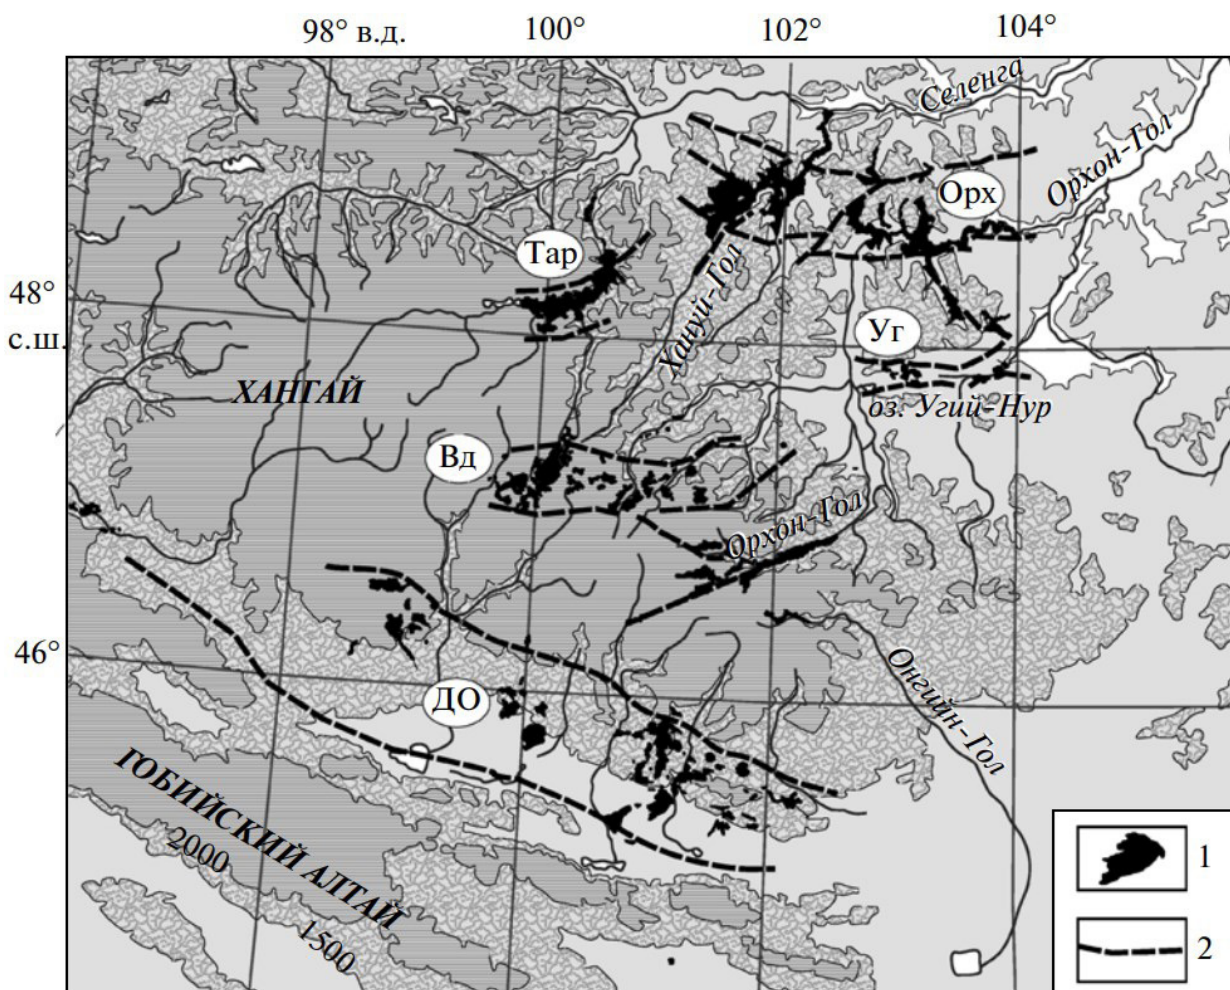 98° в.д.
100°
102°
104°
Селенга
Орхон-Гол
Орх
Тар
48°
с.ш.
Хануй-Гол
Уг
ХАНГАЙ
оз. Угий-Нур
Вд
Орхон-Гол
46°
Онгийн-Гол
ДО
ГОБИЙСКИЙ АЛТАЙ
2000
1500
1
2